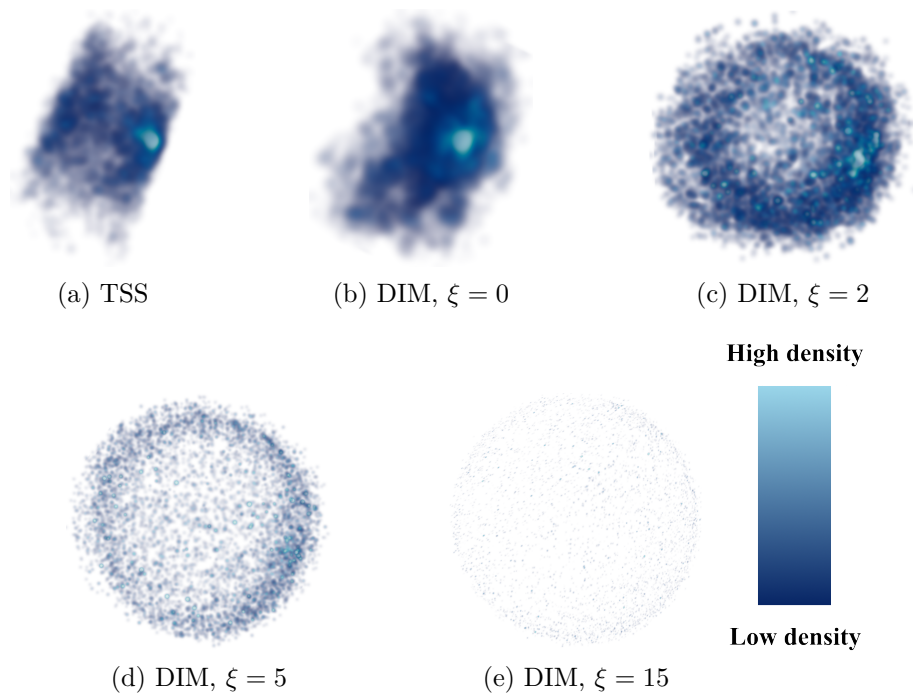 (a) TSS
(b) DIM, ξ = 0
(c) DIM, ξ = 2
High density
Low density
(d) DIM, ξ = 5
(e) DIM, ξ = 15